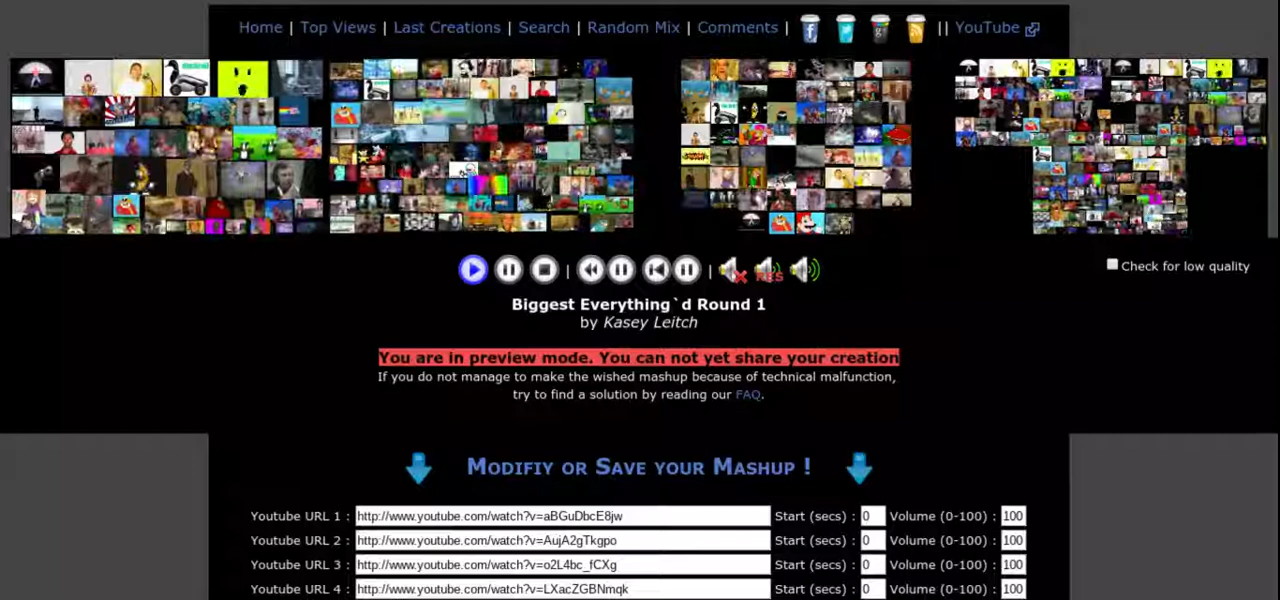 Home | Top Views | Last Creations | Search | Random Mix | Comments | || YouTube
Check for low quality
Biggest Everything`d Round 1
by Kasey Leitch
You are in preview mode. You can not yet share your creation
If you do not manage to make the wished mashup because of technical malfunction,
try to find a solution by reading our FAQ.
Modifiy or Save your Mashup !
Youtube URL 1 : http://www.youtube.com/watch?v=aBGuDbcE8jw Start (secs) : 0 Volume (0-100) : 100
Youtube URL 2 : http://www.youtube.com/watch?v=AujA2gTkgpo Start (secs) : 0 Volume (0-100) : 100
Youtube URL 3 : http://www.youtube.com/watch?v=o2L4bc_fCXg Start (secs) : 0 Volume (0-100) : 100
Youtube URL 4 : http://www.youtube.com/watch?v=LXacZGBNmqk Start (secs) : 0 Volume (0-100) : 100